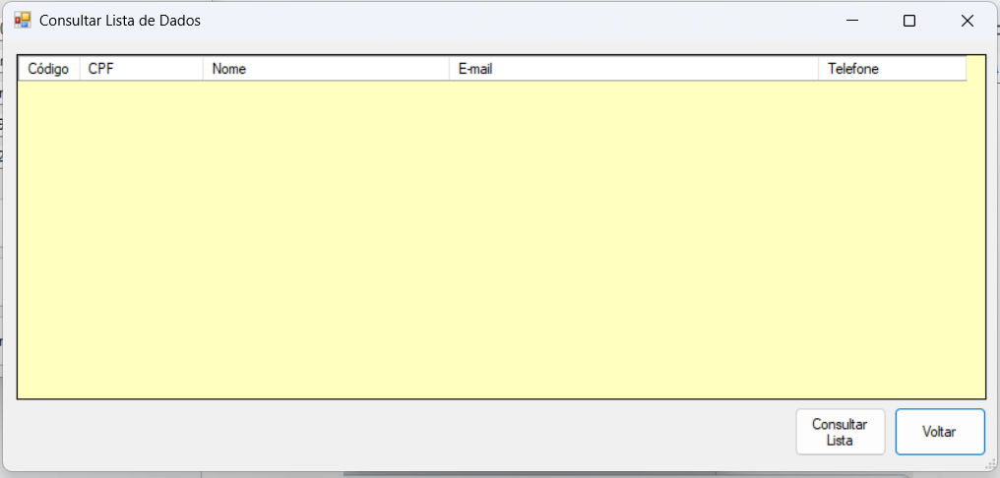 Consultar Lista de Dados
Código CPF Nome E-mail Telefone
Consultar
Lista
Voltar